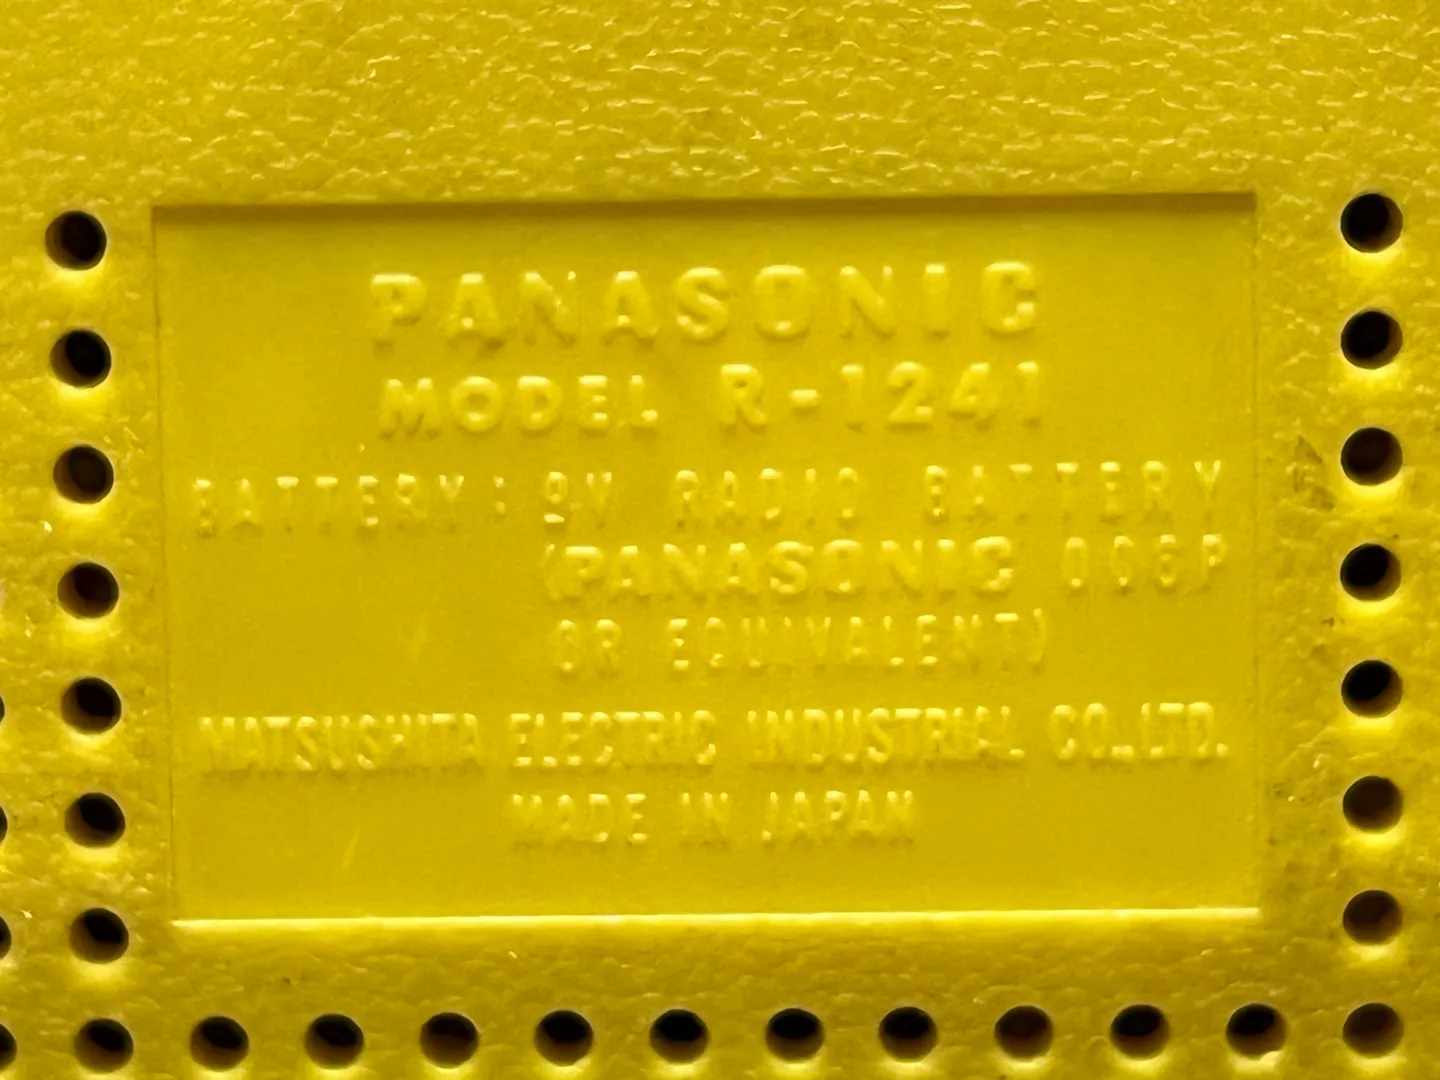 PANASONIC
MODEL R-1241
BATTERY: 9V RADIO BATTERY
(PANASONIC 006P
OR EQUIVALENT)
MATSUSHITA ELECTRIC INDUSTRIAL CO.,LTD.
MADE IN JAPAN